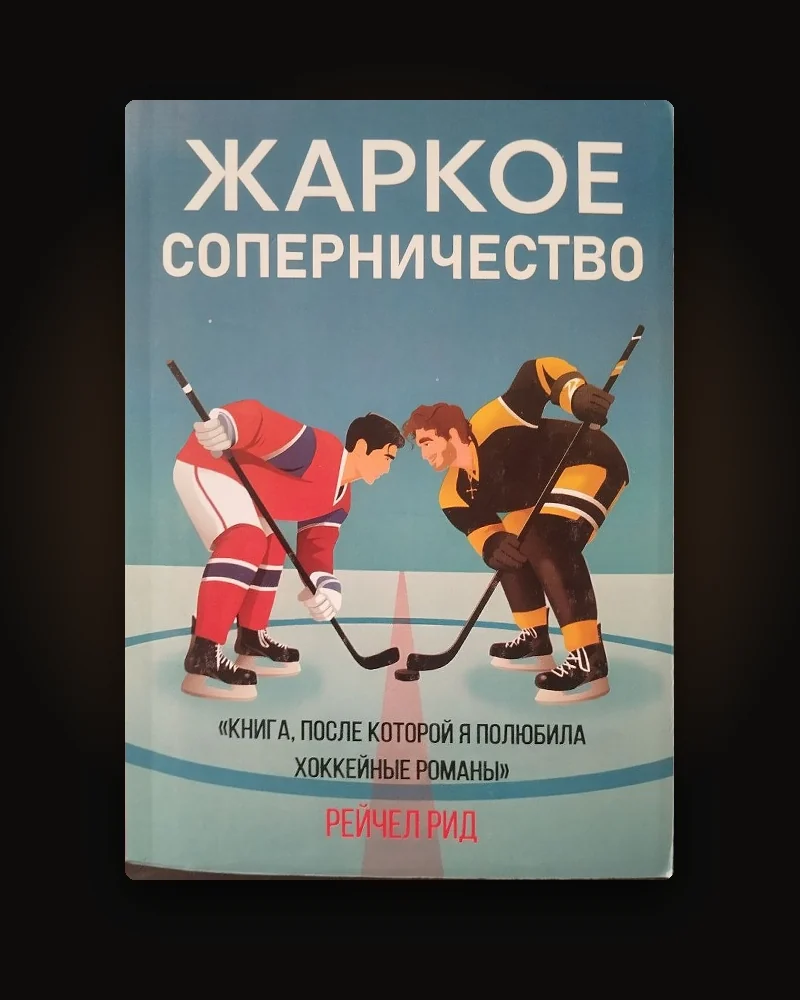 ЖАРКОЕ
СОПЕРНИЧЕСТВО
«КНИГА, ПОСЛЕ КОТОРОЙ Я ПОЛЮБИЛА
ХОККЕЙНЫЕ РОМАНЫ»
РЕЙЧЕЛ РИД